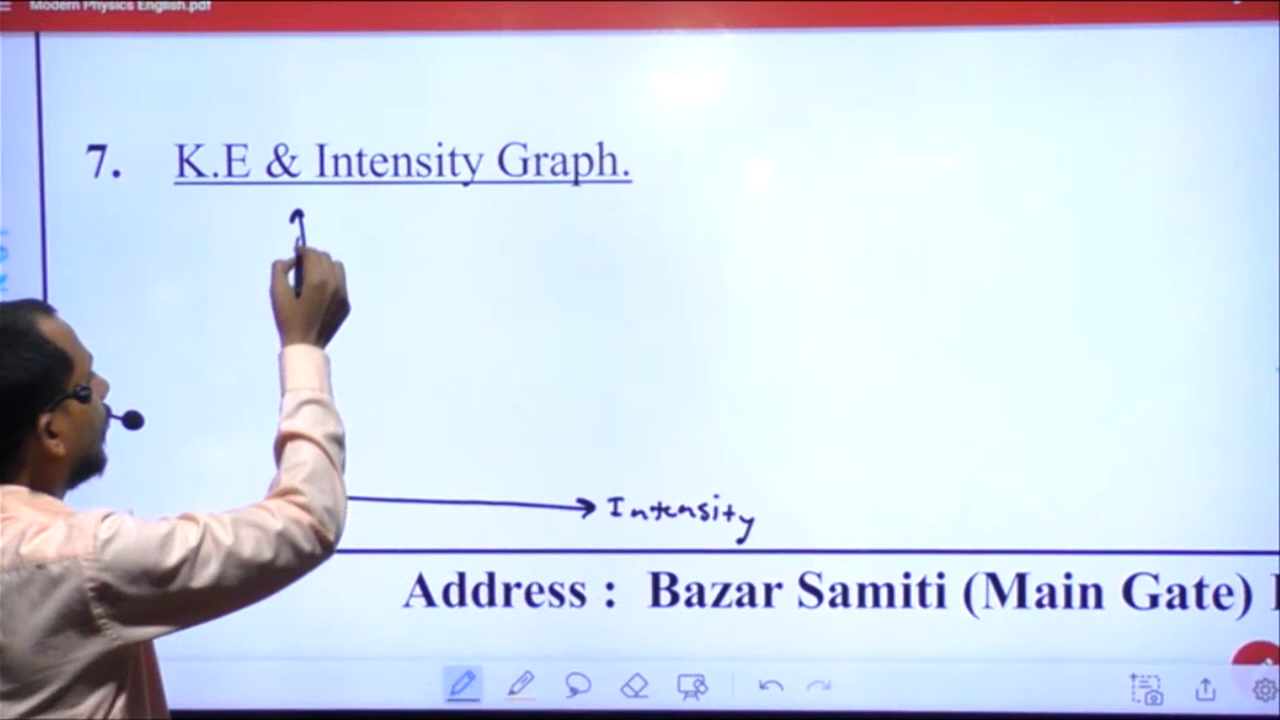 Modern Physics English.pdf
7. K.E & Intensity Graph.
Intensity
Address : Bazar Samiti (Main Gate)